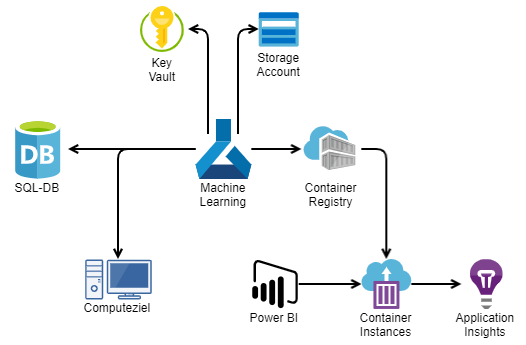 Key
Vault
Storage
Account
DB
SQL-DB
Machine
Learning
Container
Registry
Computeziel
Power BI
Container
Instances
Application
Insights